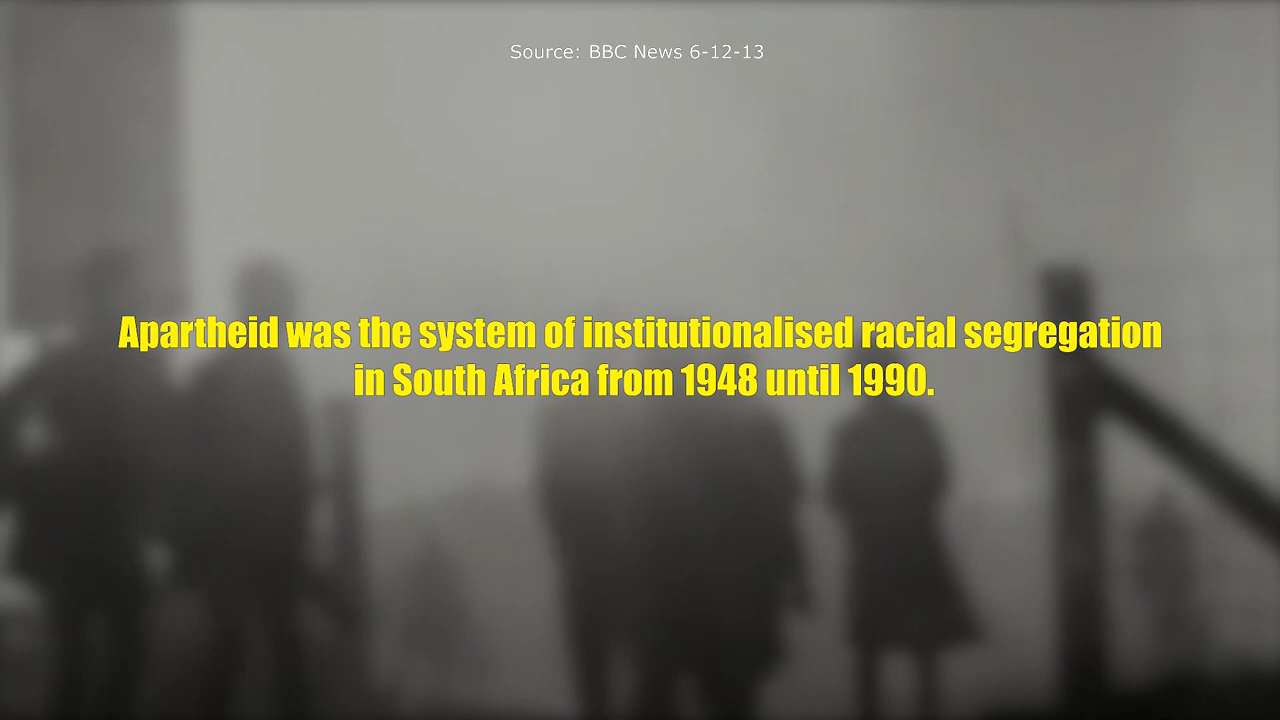 Source: BBC News 6-12-13
Apartheid was the system of institutionalised racial segregation
in South Africa from 1948 until 1990.